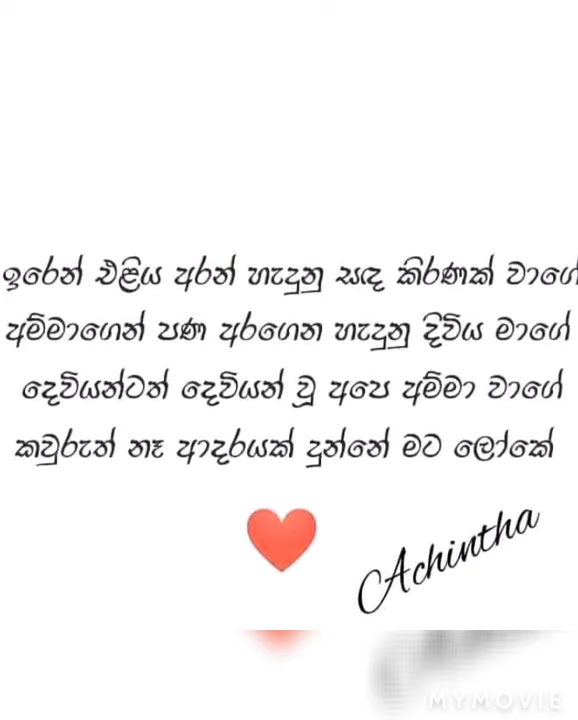 ඉරෙන් එළිය අරන් හැදුනු සඳ කිරණක් වාගේ
අම්මාගෙන් පණ අරගෙන හැදුනු දිවිය මාගේ
දෙවියන්ටත් දෙවියන් වූ අපෙ අම්මා වාගේ
කවුරුත් නෑ ආදරයක් දුන්නේ මට ලෝකේ
Achintha
MYMOVIE